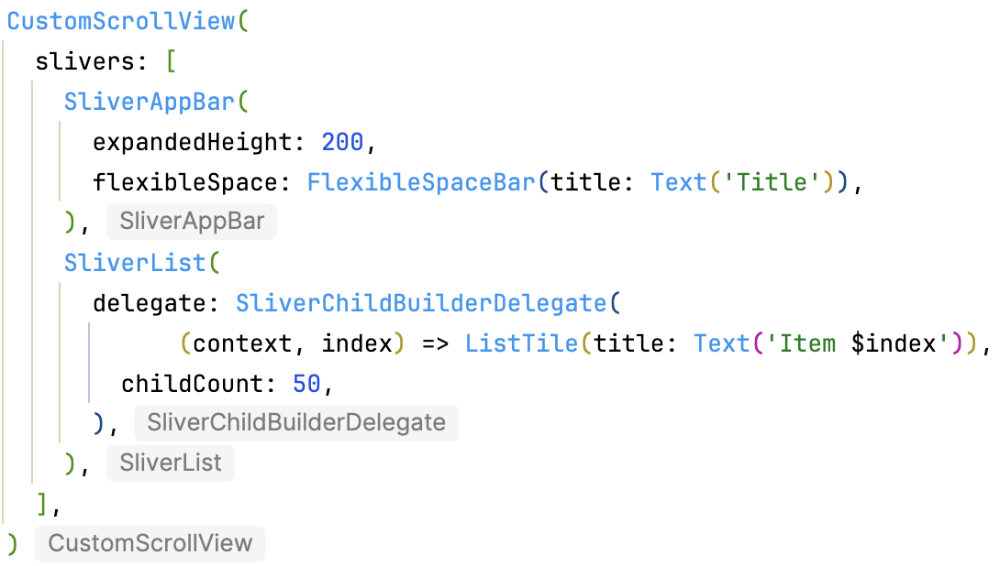 CustomScrollView(
  slivers: [
    SliverAppBar(
      expandedHeight: 200,
      flexibleSpace: FlexibleSpaceBar(title: Text('Title')),
    ), SliverAppBar
    SliverList(
      delegate: SliverChildBuilderDelegate(
            (context, index) => ListTile(title: Text('Item $index')),
        childCount: 50,
      ), SliverChildBuilderDelegate
    ), SliverList
  ],
) CustomScrollView